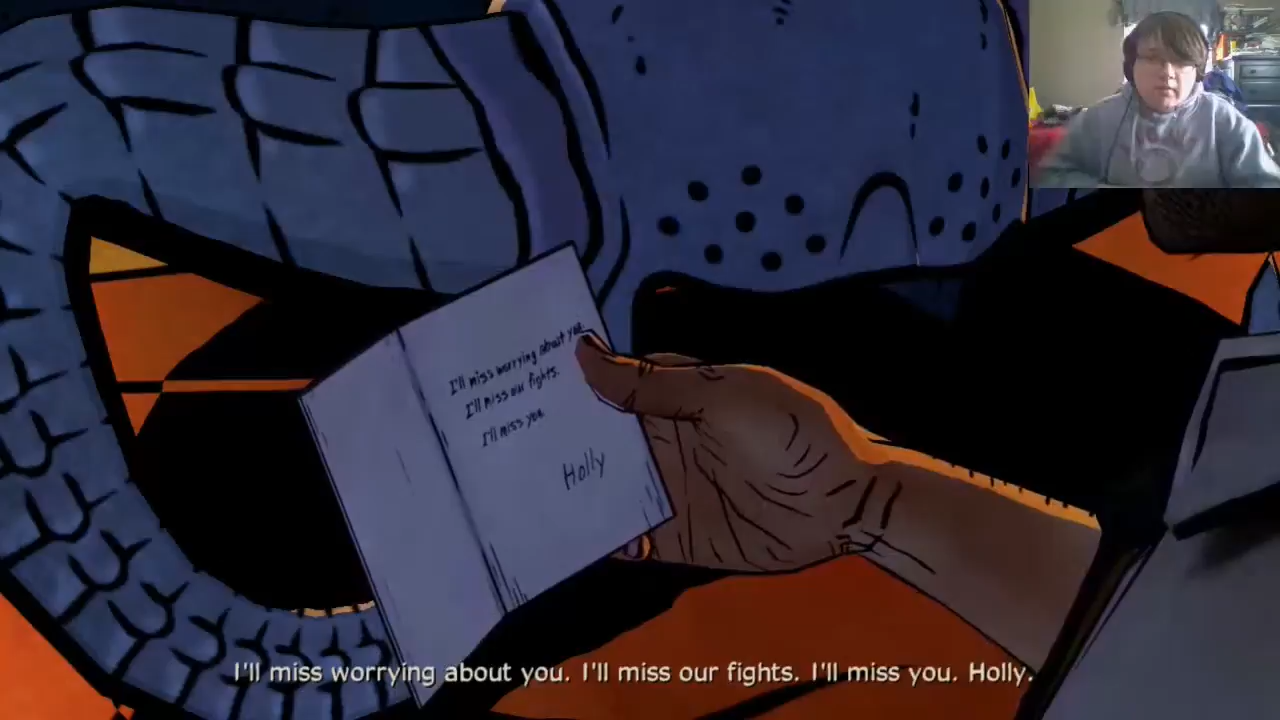 I'll miss worrying about you.
I'll miss our fights.
I'll miss you.
Holly
I'll miss worrying about you. I'll miss our fights. I'll miss you. Holly.